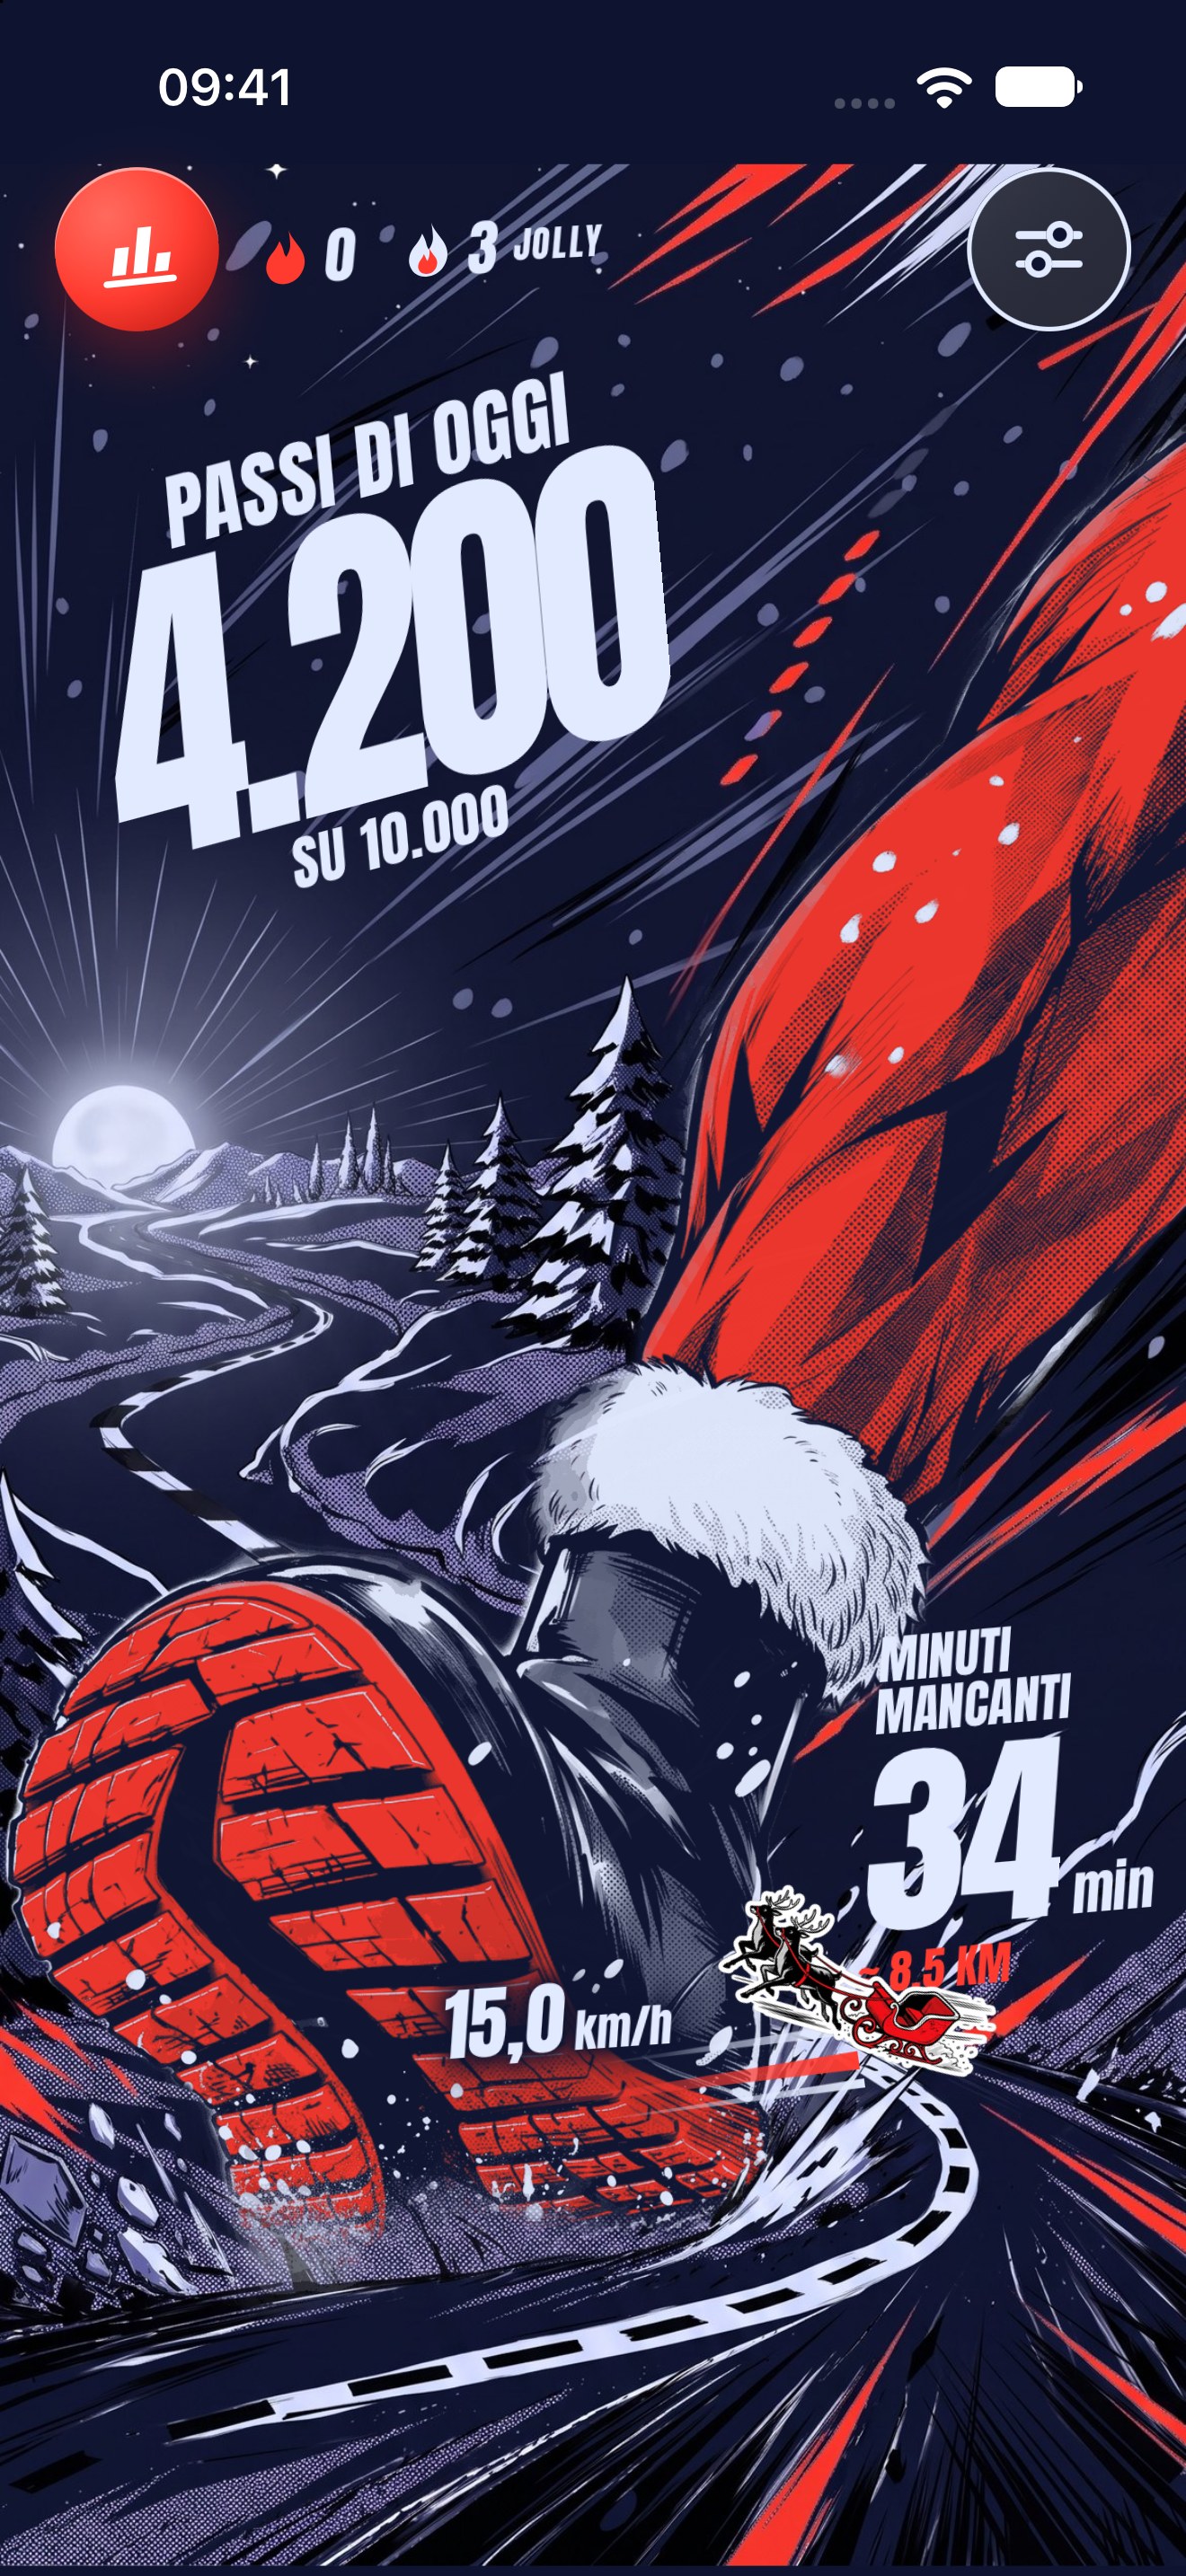 09:41
0 3 JOLLY
PASSI DI OGGI
4.200
SU 10.000
MINUTI
MANCANTI
34 min
~ 8.5 KM
15,0 km/h